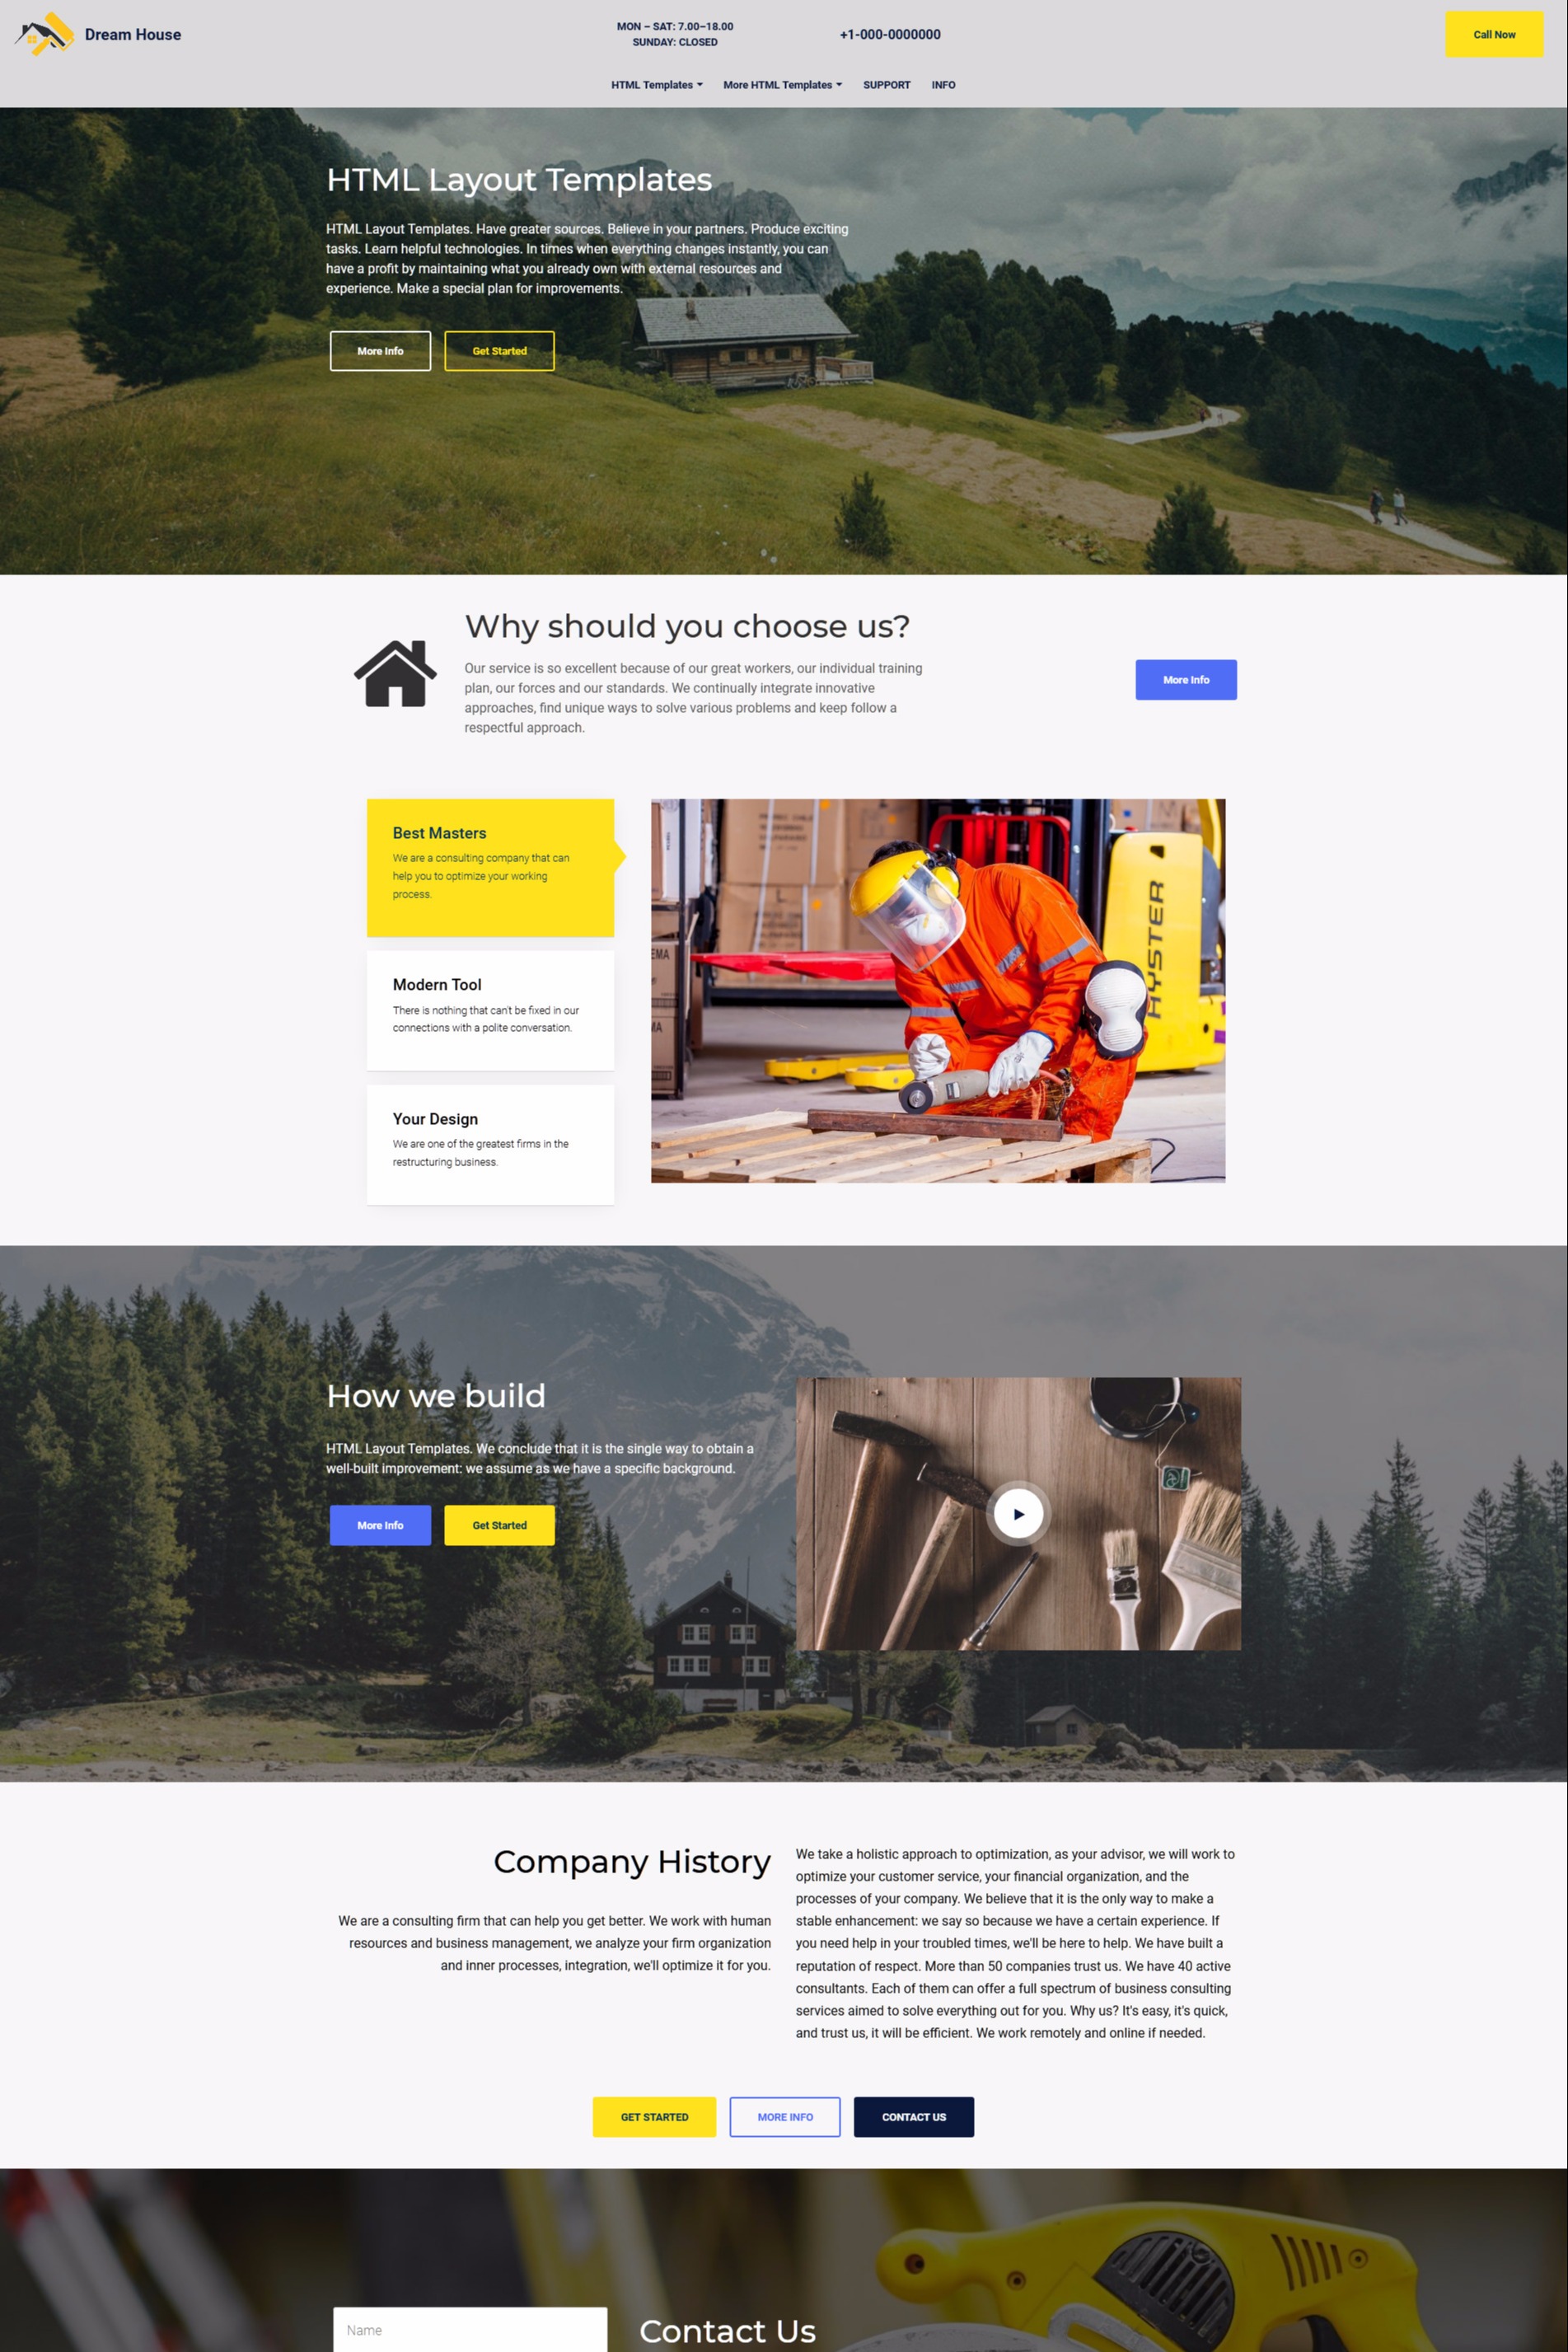 Dream House
MON – SAT: 7.00–18.00
SUNDAY: CLOSED
+1-000-0000000
Call Now
HTML Templates
More HTML Templates
SUPPORT
INFO
HTML Layout Templates
HTML Layout Templates. Have greater sources. Believe in your partners. Produce exciting
tasks. Learn helpful technologies. In times when everything changes instantly, you can
have a profit by maintaining what you already own with external resources and
experience. Make a special plan for improvements.
More Info
Get Started
Why should you choose us?
Our service is so excellent because of our great workers, our individual training
plan, our forces and our standards. We continually integrate innovative
approaches, find unique ways to solve various problems and keep follow a
respectful approach.
More Info
Best Masters
We are a consulting company that can
help you to optimize your working
process.
Modern Tool
There is nothing that can't be fixed in our
connections with a polite conversation.
Your Design
We are one of the greatest firms in the
restructuring business.
HYSTER
How we build
HTML Layout Templates. We conclude that it is the single way to obtain a
well-built improvement: we assume as we have a specific background.
More Info
Get Started
Company History
We are a consulting firm that can help you get better. We work with human
resources and business management, we analyze your firm organization
and inner processes, integration, we'll optimize it for you.
We take a holistic approach to optimization, as your advisor, we will work to
optimize your customer service, your financial organization, and the
processes of your company. We believe that it is the only way to make a
stable enhancement: we say so because we have a certain experience. If
you need help in your troubled times, we'll be here to help. We have built a
reputation of respect. More than 50 companies trust us. We have 40 active
consultants. Each of them can offer a full spectrum of business consulting
services aimed to solve everything out for you. Why us? It's easy, it's quick,
and trust us, it will be efficient. We work remotely and online if needed.
GET STARTED
MORE INFO
CONTACT US
Name
Contact Us